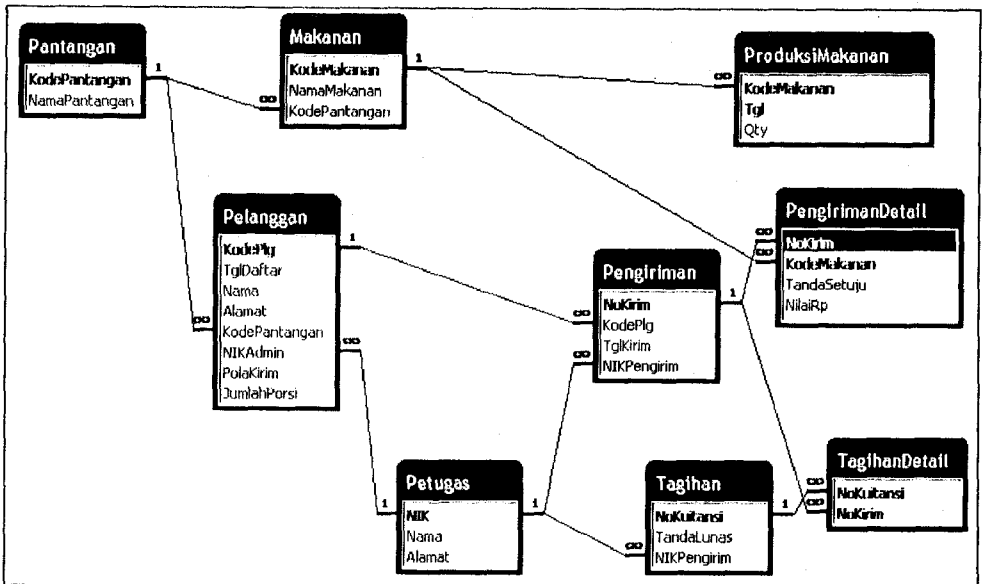 Pantangan
KodePantangan
NamaPantangan
1
Makanan
KodeMakanan
NamaMakanan
KodePantangan
1
∞
ProduksiMakanan
KodeMakanan
Tgl
Qty
∞
Pelanggan
KodePlg
TglDaftar
Nama
Alamat
KodePantangan
NIKAdmin
PolaKirim
JumlahPorsi
1
∞
∞
Pengiriman
NoKirim
KodePlg
TglKirim
NIKPengirim
∞
∞
1
PengirimanDetail
NoKirim
KodeMakanan
TandaSetuju
NilaiRp
∞
∞
Petugas
NIK
Nama
Alamat
1
1
Tagihan
NoKuitansi
TandaLunas
NIKPengirim
∞
1
TagihanDetail
NoKuitansi
NoKirim
∞
∞